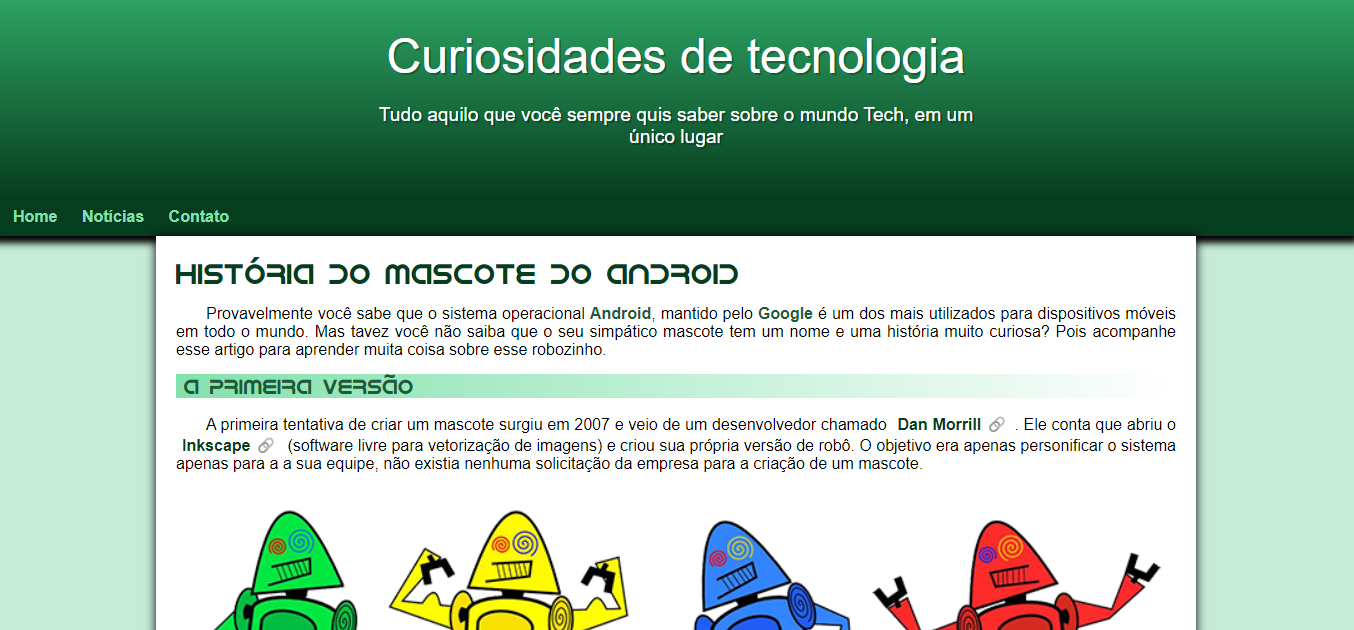 Curiosidades de tecnologia
Tudo aquilo que você sempre quis saber sobre o mundo Tech, em um
único lugar
Home Notícias Contato
História do Mascote do Android
Provavelmente você sabe que o sistema operacional Android, mantido pelo Google é um dos mais utilizados para dispositivos móveis
em todo o mundo. Mas tavez você não saiba que o seu simpático mascote tem um nome e uma história muito curiosa? Pois acompanhe
esse artigo para aprender muita coisa sobre esse robozinho.
A primeira versão
A primeira tentativa de criar um mascote surgiu em 2007 e veio de um desenvolvedor chamado Dan Morrill . Ele conta que abriu o
Inkscape (software livre para vetorização de imagens) e criou sua própria versão de robô. O objetivo era apenas personificar o sistema
apenas para a a sua equipe, não existia nenhuma solicitação da empresa para a criação de um mascote.